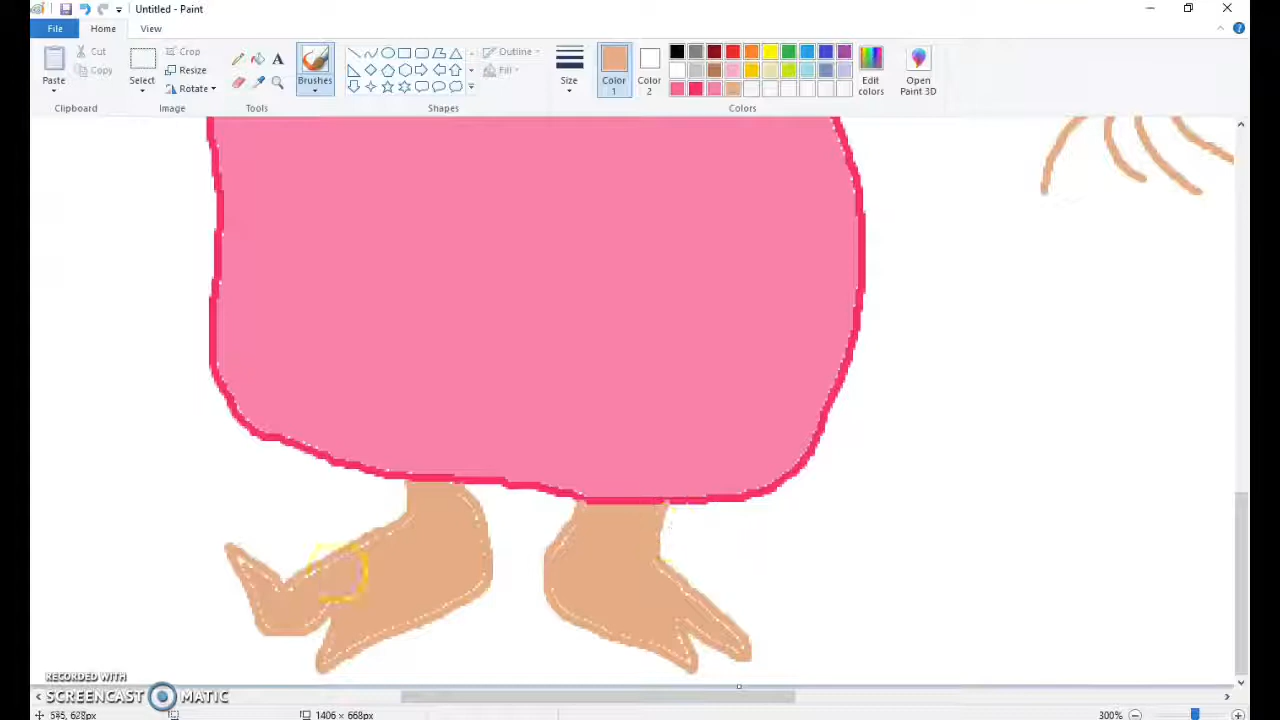 Untitled - Paint
File Home View
Paste
Cut
Copy
Clipboard
Select
Crop
Resize
Rotate
Image
A
Tools
Brushes
Outline
Fill
Shapes
Size
Color 1
Color 2
Edit colors
Colors
Open Paint 3D
RECORDED WITH
SCREENCAST MATIC
1406 × 668px
300%